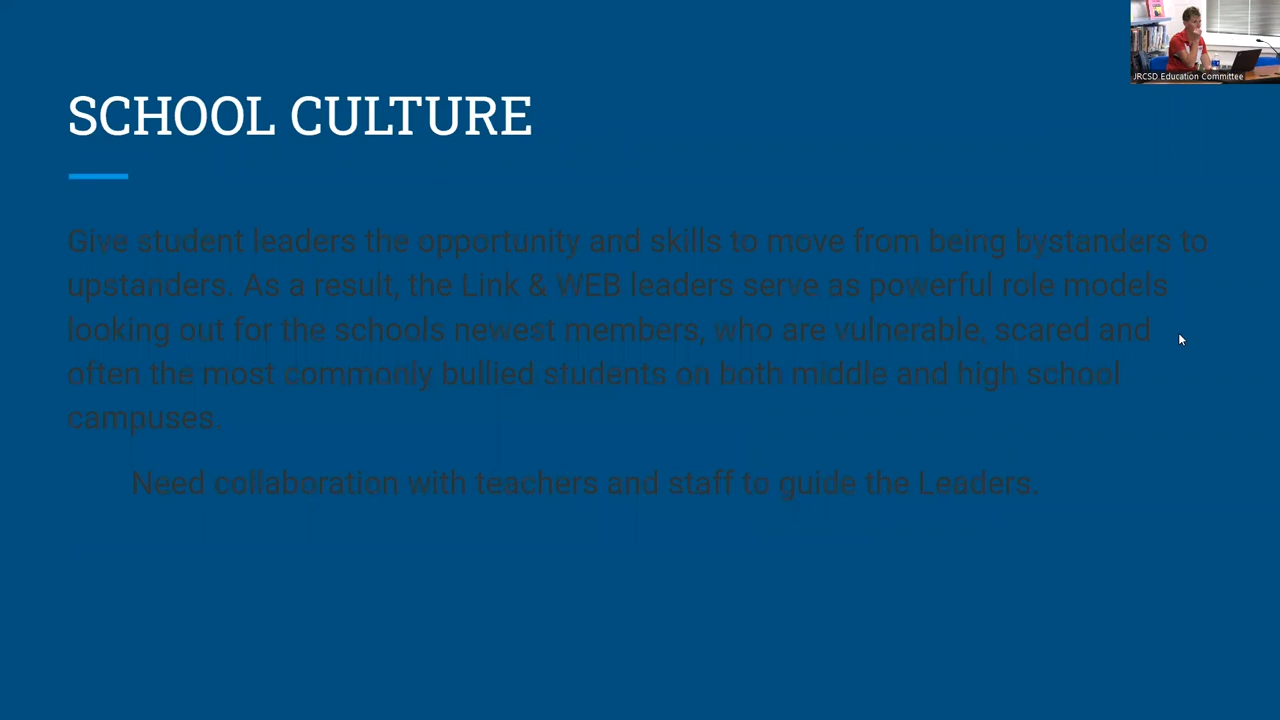 SCHOOL CULTURE
Give student leaders the opportunity and skills to move from being bystanders to
upstanders. As a result, the Link & WEB leaders serve as powerful role models
looking out for the schools newest members, who are vulnerable, scared and
often the most commonly bullied students on both middle and high school
campuses.
Need collaboration with teachers and staff to guide the Leaders.
JRCSD Education Committee